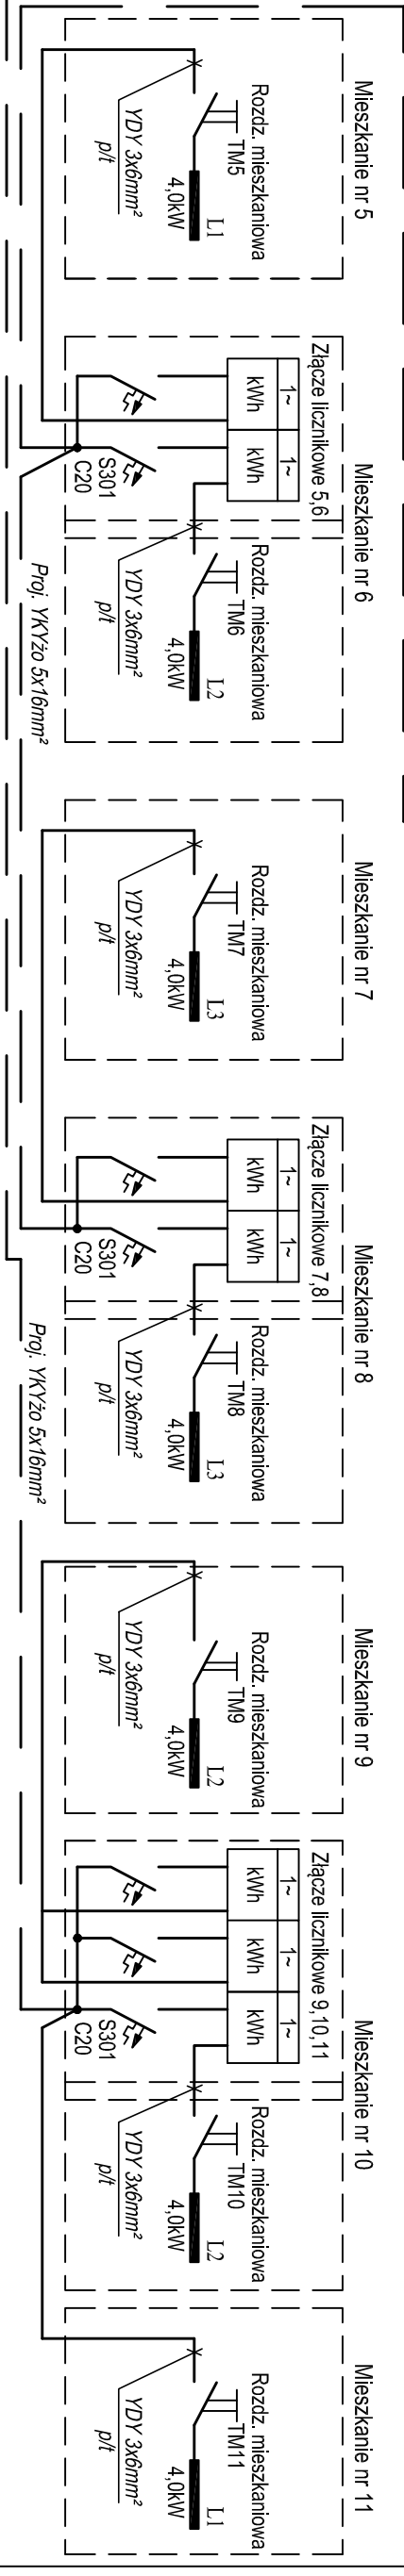 Mieszkanie nr 5
Rozdz. mieszkaniowa
TM5
L1
4,0kW
YDY 3x6mm²
p/t
Złącze licznikowe 5,6
1~
1~
kWh
kWh
S301
C20
Mieszkanie nr 6
Rozdz. mieszkaniowa
TM6
L2
4,0kW
YDY 3x6mm²
p/t
Proj. YKYżo 5x16mm²
Mieszkanie nr 7
Rozdz. mieszkaniowa
TM7
L3
4,0kW
YDY 3x6mm²
p/t
Złącze licznikowe 7,8
1~
1~
kWh
kWh
S301
C20
Mieszkanie nr 8
Rozdz. mieszkaniowa
TM8
L3
4,0kW
YDY 3x6mm²
p/t
Proj. YKYżo 5x16mm²
Mieszkanie nr 9
Rozdz. mieszkaniowa
TM9
L2
4,0kW
YDY 3x6mm²
p/t
Złącze licznikowe 9,10,11
1~
1~
1~
kWh
kWh
kWh
S301
C20
Mieszkanie nr 10
Rozdz. mieszkaniowa
TM10
L2
4,0kW
YDY 3x6mm²
p/t
Mieszkanie nr 11
Rozdz. mieszkaniowa
TM11
L1
4,0kW
YDY 3x6mm²
p/t